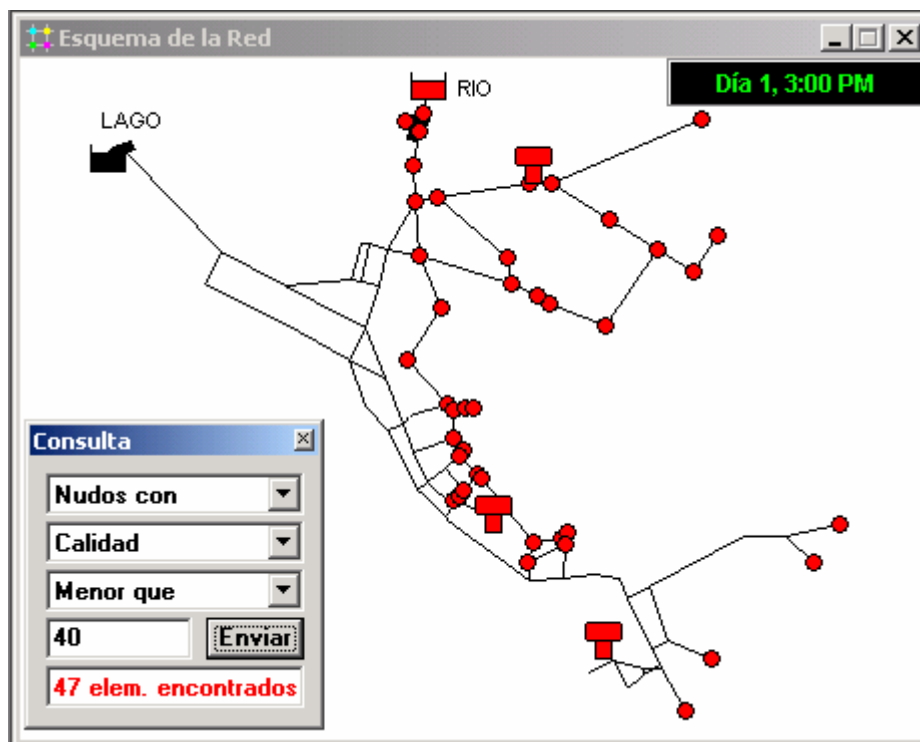 Esquema de la Red
Día 1, 3:00 PM
RIO
LAGO
Consulta
Nudos con
Calidad
Menor que
40
Enviar
47 elem. encontrados